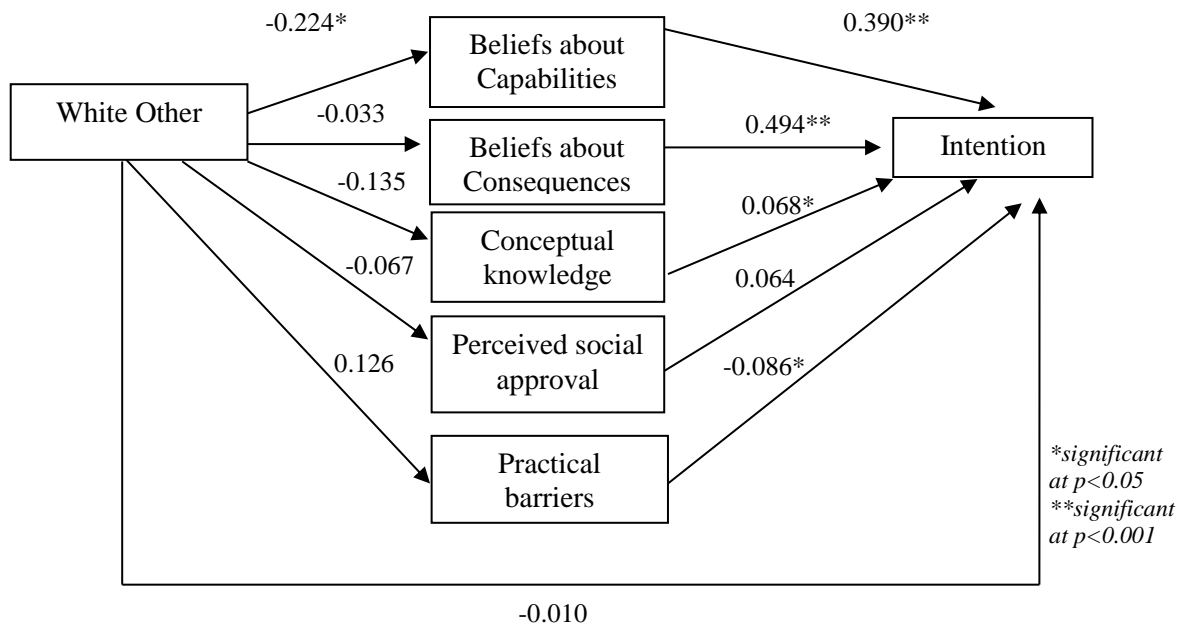 -0.224*
0.390**
Beliefs about
Capabilities
White Other
-0.033
0.494**
Beliefs about
Consequences
Intention
-0.135
0.068*
Conceptual
knowledge
-0.067
0.064
Perceived social
approval
0.126
-0.086*
Practical
barriers
*significant
at p<0.05
**significant
at p<0.001
-0.010